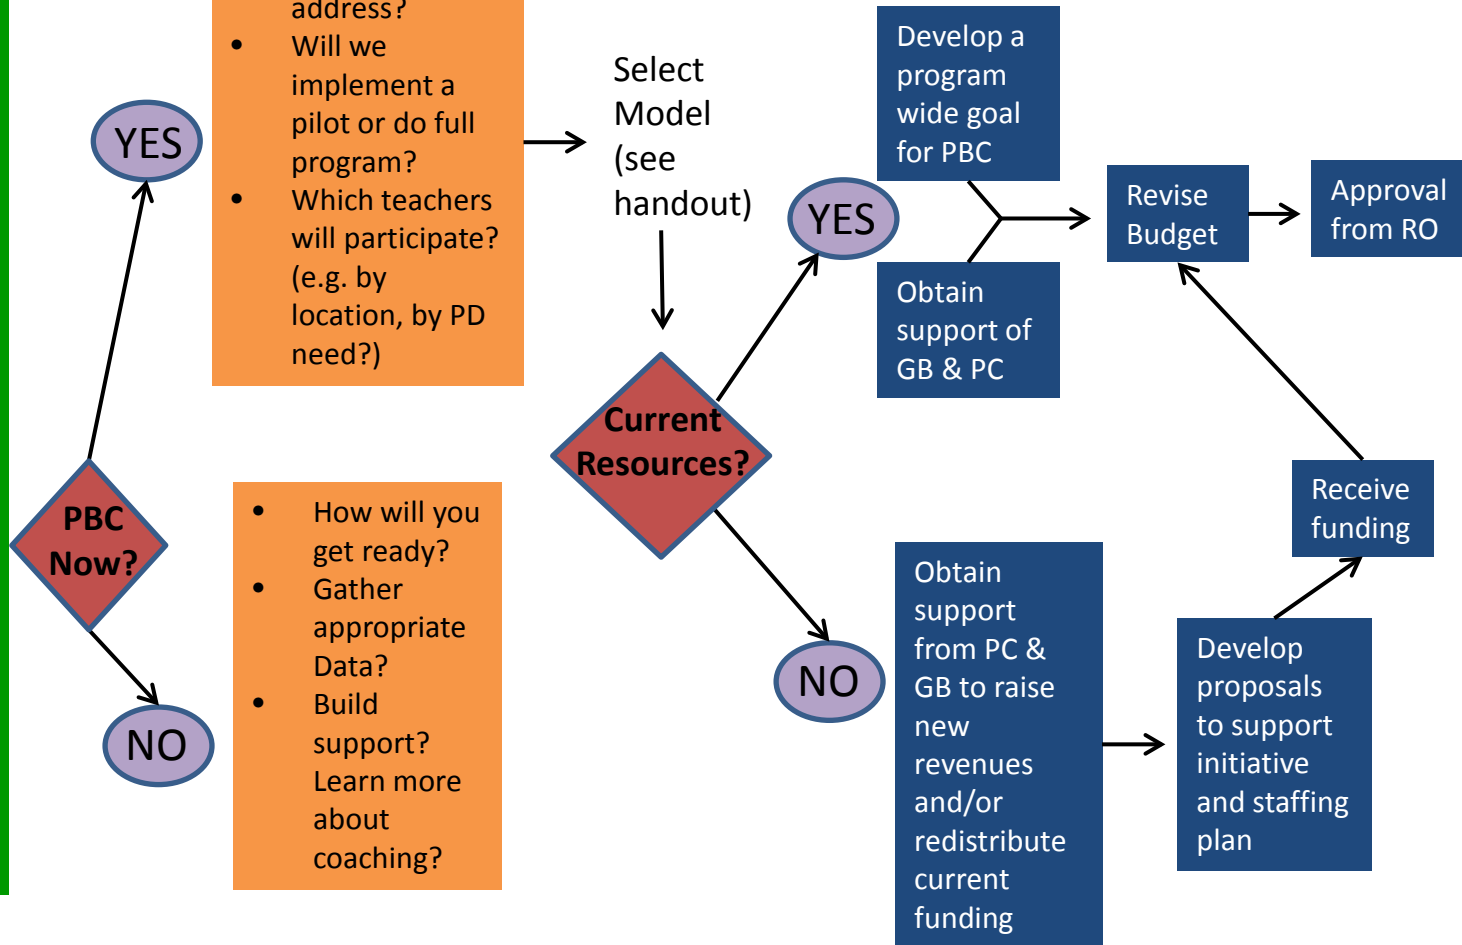 address?
• Will we
implement a
pilot or do full
program?
• Which teachers
will participate?
(e.g. by
location, by PD
need?)
YES
PBC
Now?
NO
• How will you
get ready?
• Gather
appropriate
Data?
• Build
support?
Learn more
about
coaching?
Select
Model
(see
handout)
Current
Resources?
YES
NO
Develop a
program
wide goal
for PBC
Obtain
support of
GB & PC
Revise
Budget
Approval
from RO
Obtain
support
from PC &
GB to raise
new
revenues
and/or
redistribute
current
funding
Develop
proposals
to support
initiative
and staffing
plan
Receive
funding